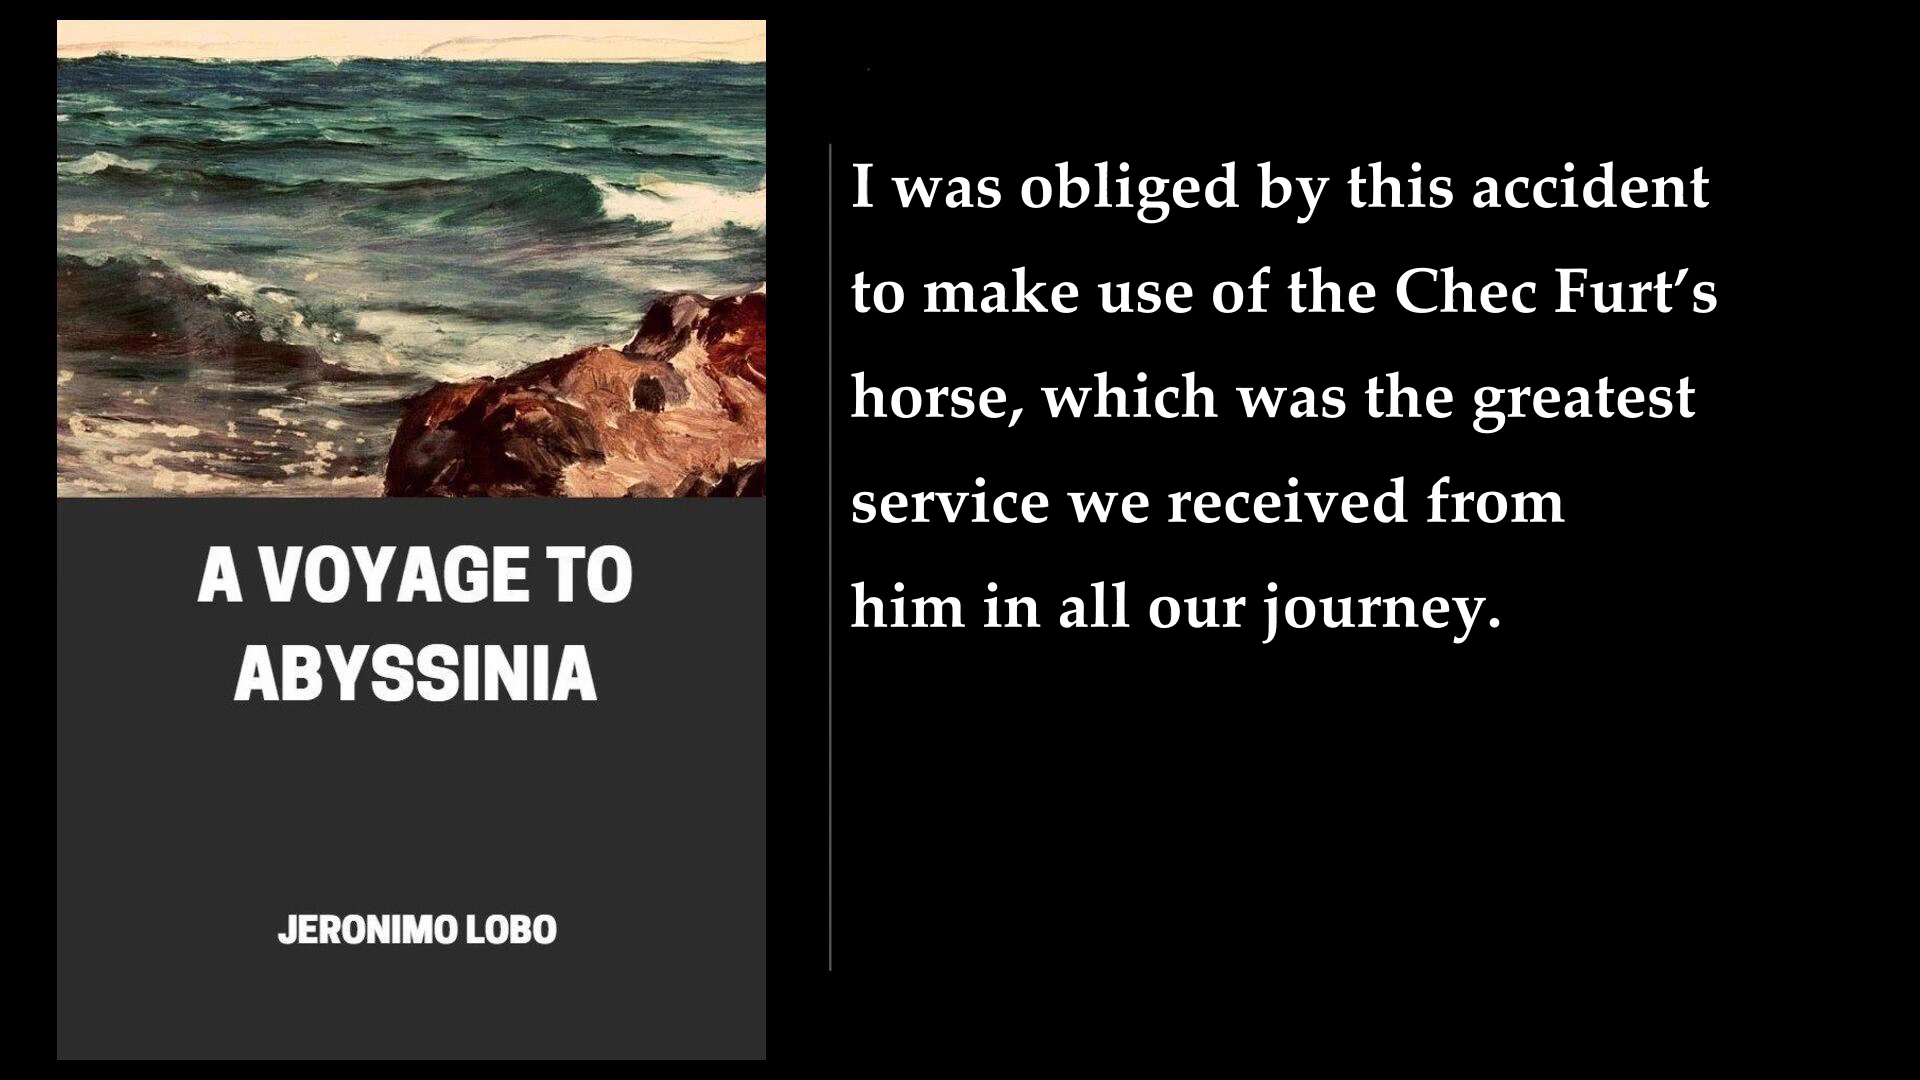 A VOYAGE TO
ABYSSINIA
JERONIMO LOBO
I was obliged by this accident
to make use of the Chec Furt’s
horse, which was the greatest
service we received from
him in all our journey.